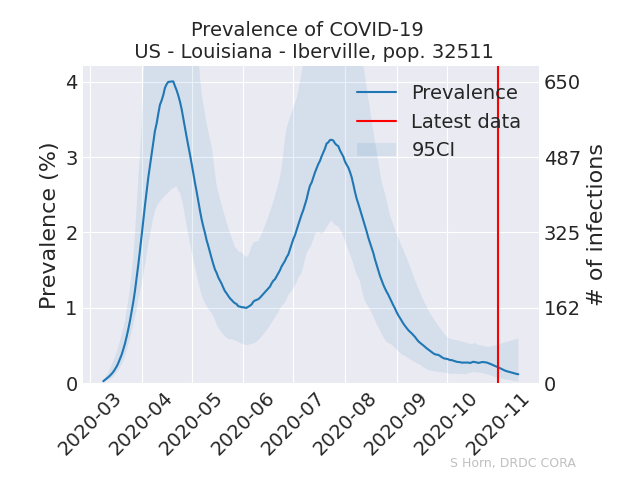 Prevalence of COVID-19
US - Louisiana - Iberville, pop. 32511
Prevalence (%)
4
3
2
1
0
Prevalence
Latest data
95CI
650
487
325
162
0
# of infections
2020-03
2020-04
2020-05
2020-06
2020-07
2020-08
2020-09
2020-10
2020-11
S Horn, DRDC CORA